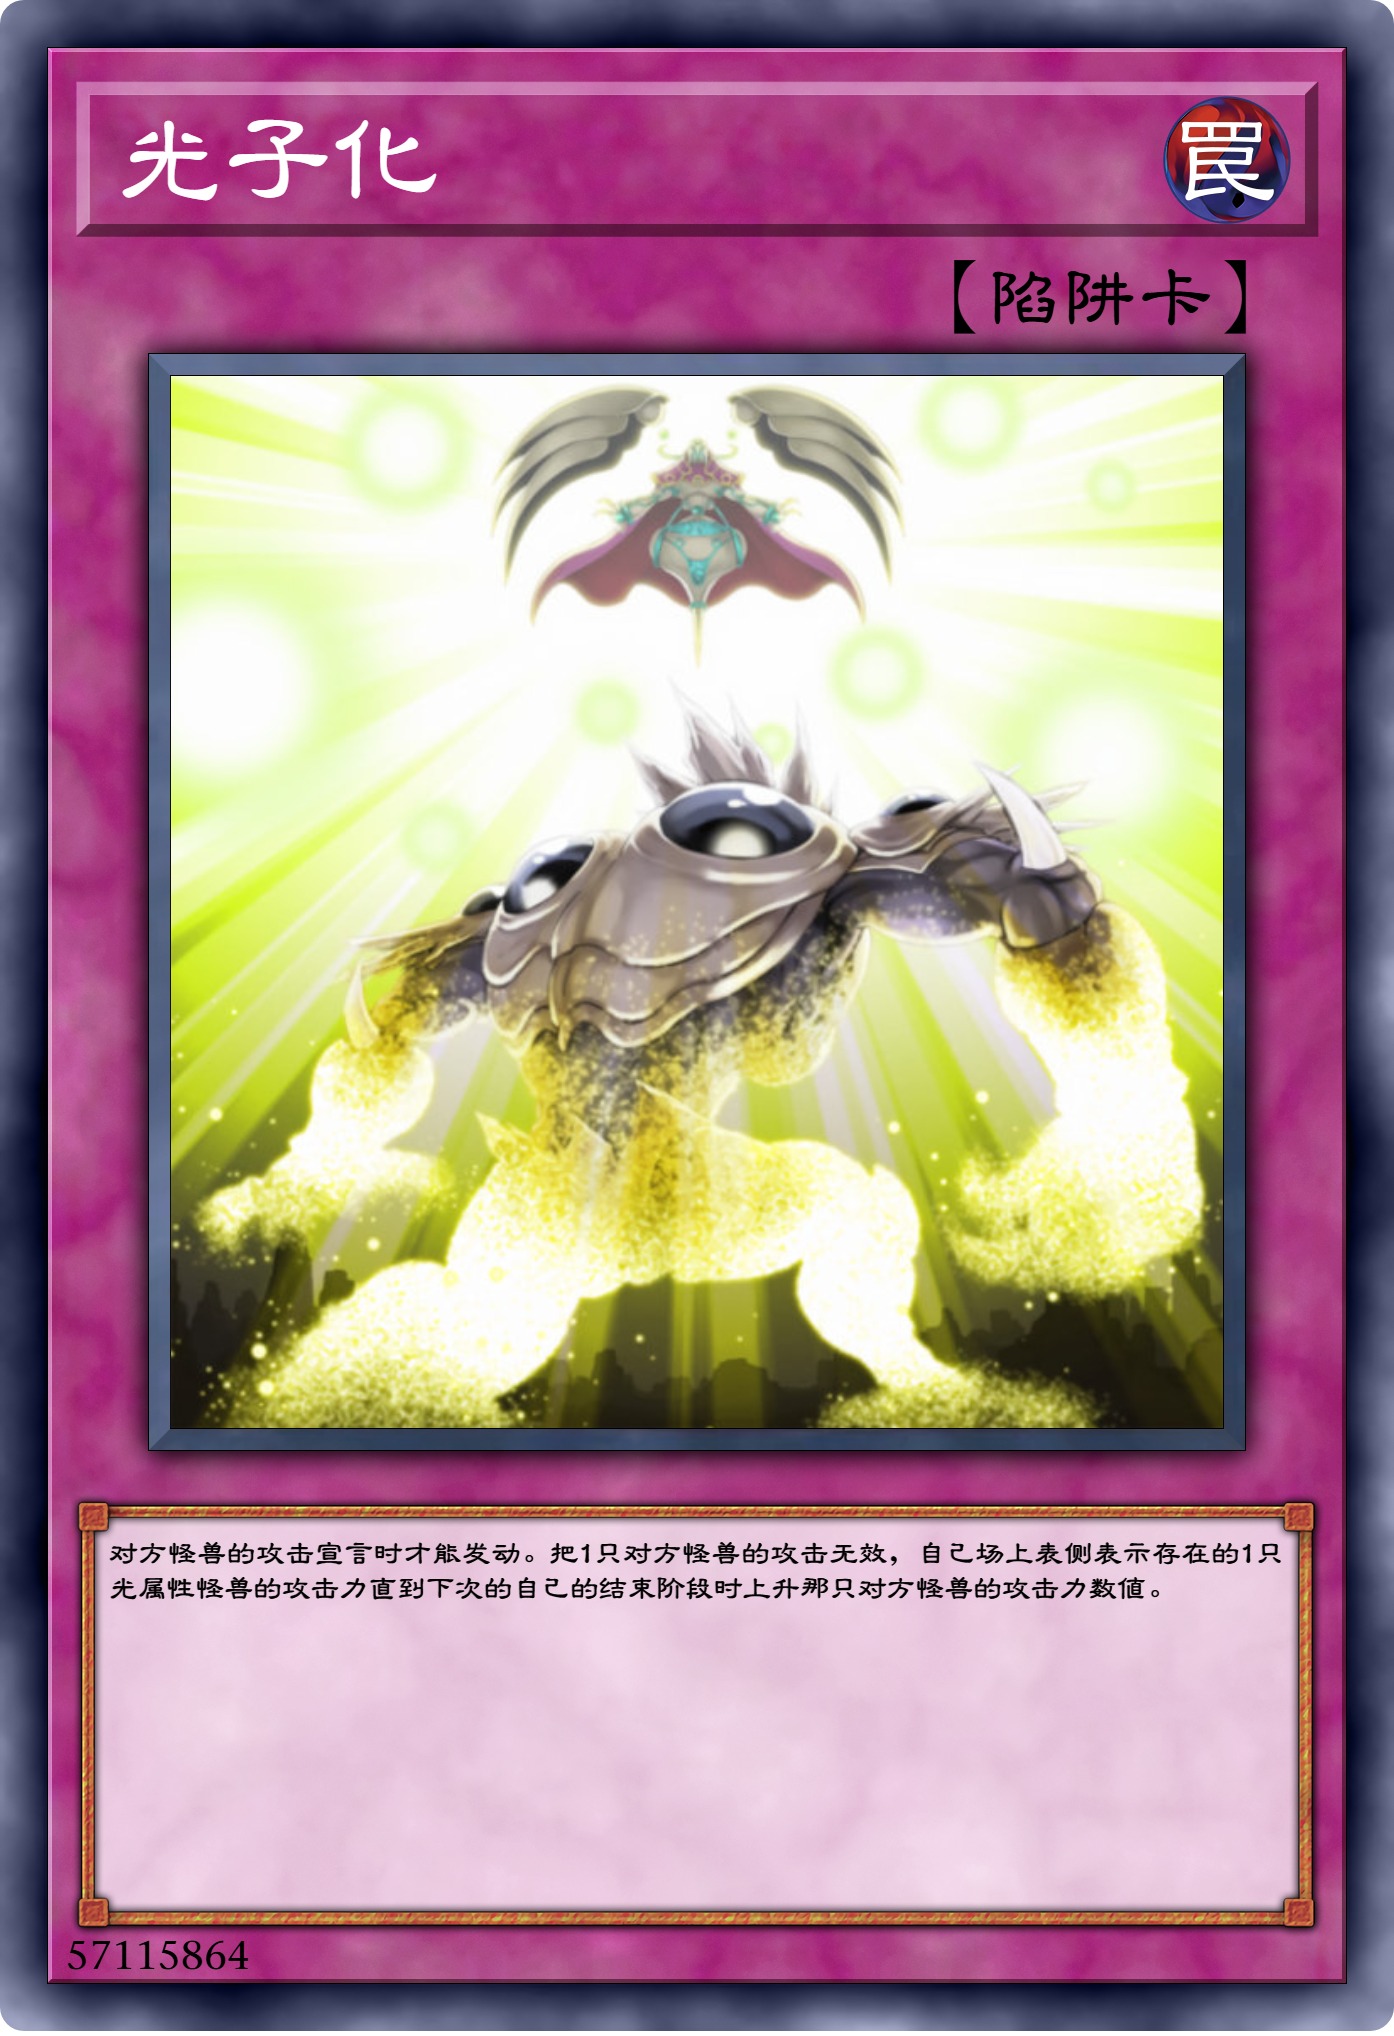 光子化
罠
【陷阱卡】
对方怪兽的攻击宣言时才能发动。把1只对方怪兽的攻击无效，自己场上表侧表示存在的1只
光属性怪兽的攻击力直到下次的自己的结束阶段时上升那只对方怪兽的攻击力数值。
57115864